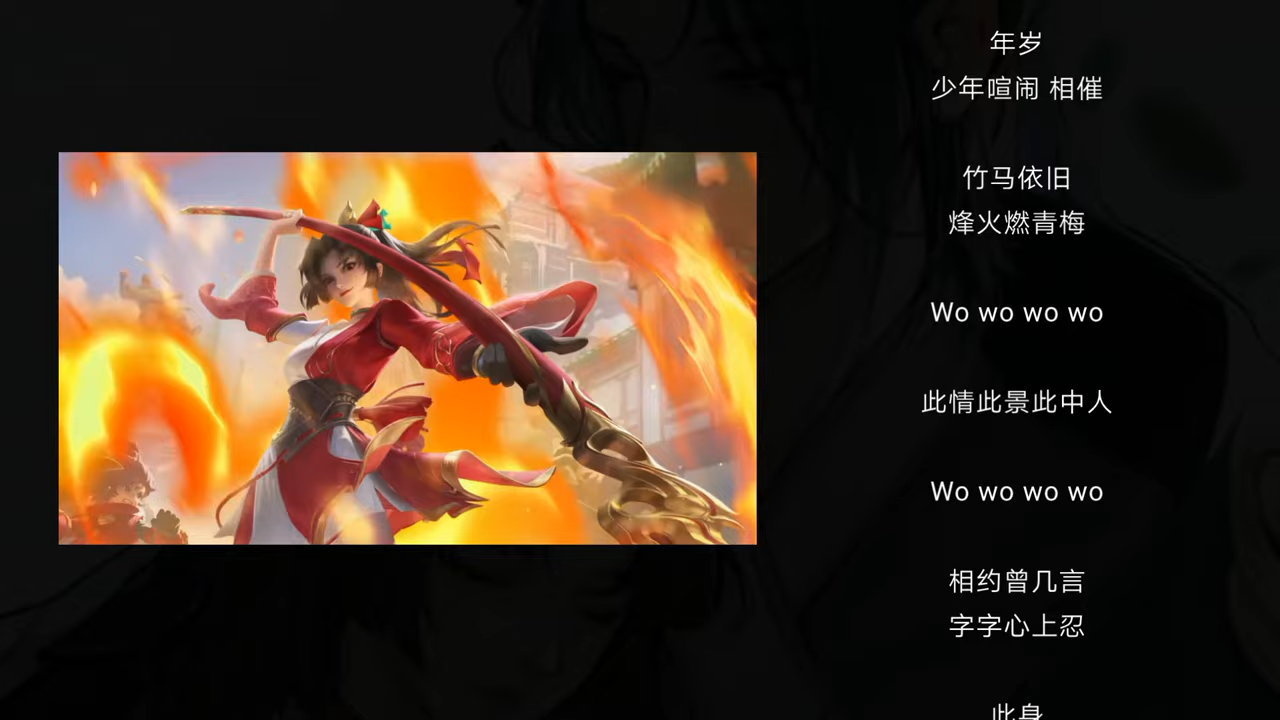 年岁
少年喧闹 相催
竹马依旧
烽火燃青梅
Wo wo wo wo
此情此景此中人
Wo wo wo wo
相约曾几言
字字心上忍
此身